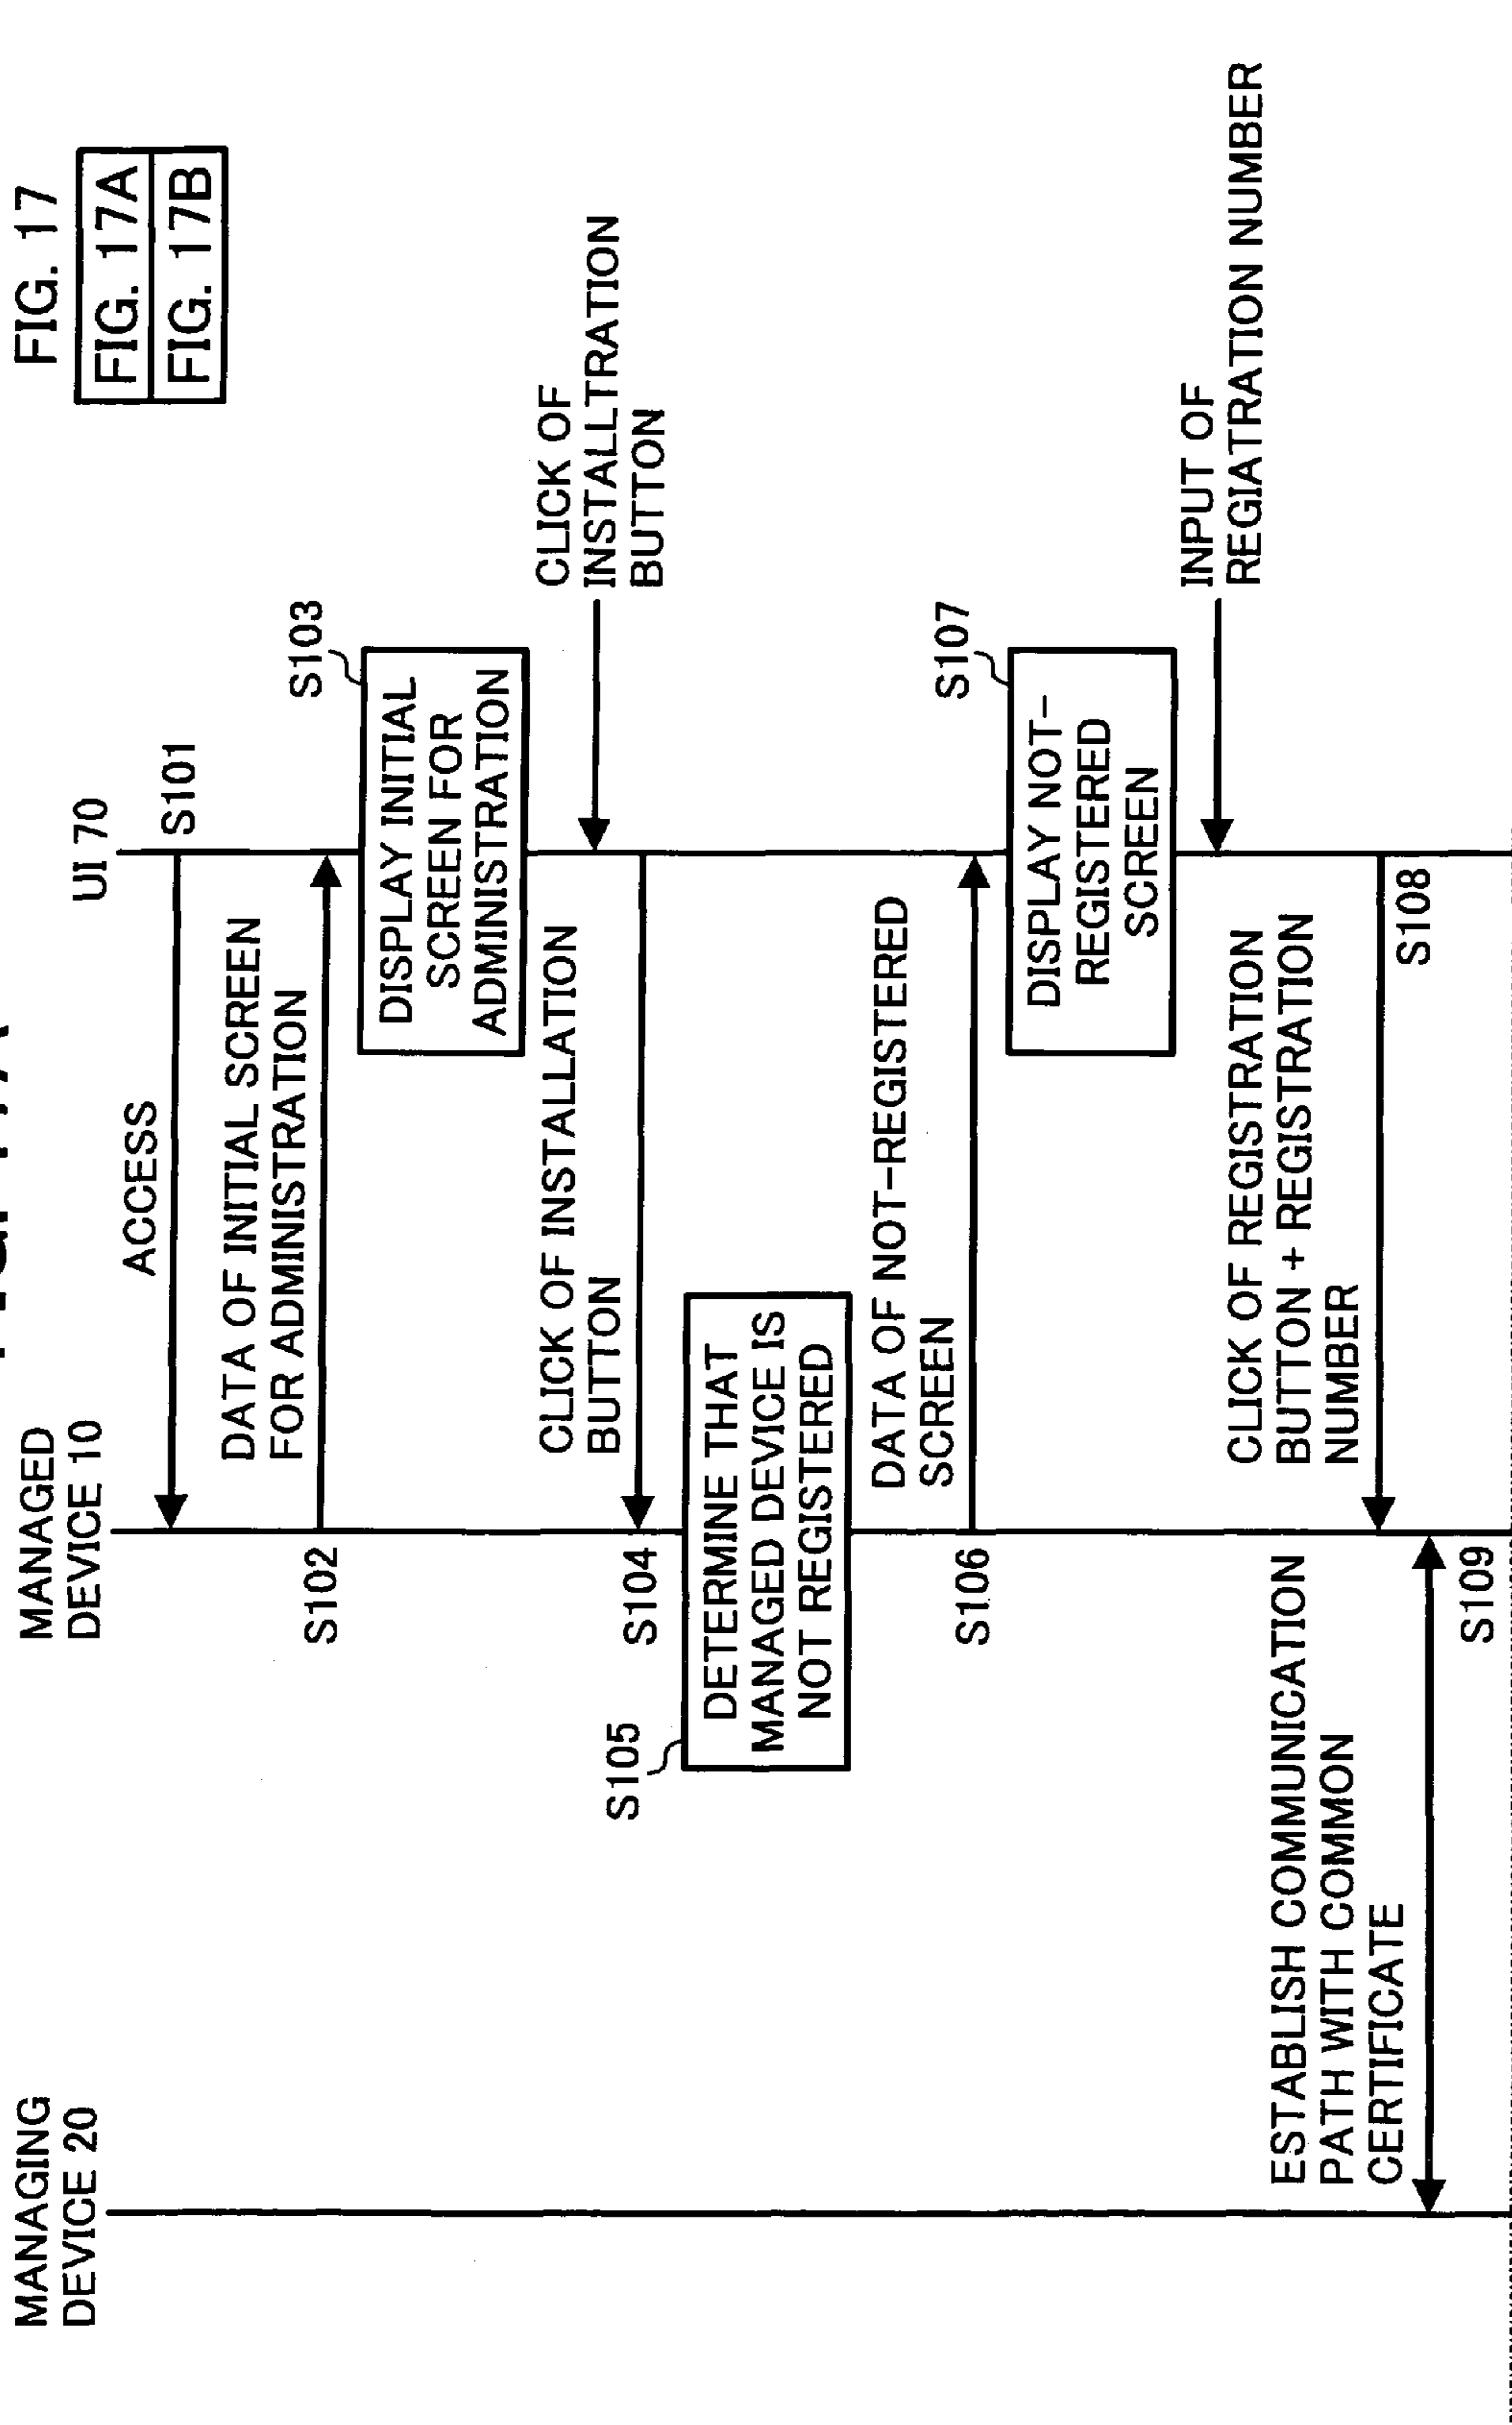 FIG. 17
FIG. 17A
FIG. 17B
MANAGING
DEVICE 20
MANAGED
DEVICE 10
UI 70
ACCESS
S101
DATA OF INITIAL SCREEN
FOR ADMINISTRATION
S102
S103
DISPLAY INITIAL
SCREEN FOR
ADMINISTRATION
CLICK OF
INSTALLTRATION
BUTTON
CLICK OF INSTALLATION
BUTTON
S104
S105
DETERMINE THAT
MANAGED DEVICE IS
NOT REGISTERED
DATA OF NOT-REGISTERED
SCREEN
S106
S107
DISPLAY NOT-
REGISTERED
SCREEN
INPUT OF
REGIATRATION NUMBER
CLICK OF REGISTRATION
BUTTON + REGISTRATION
NUMBER
S108
ESTABLISH COMMUNICATION
PATH WITH COMMON
CERTIFICATE
S109